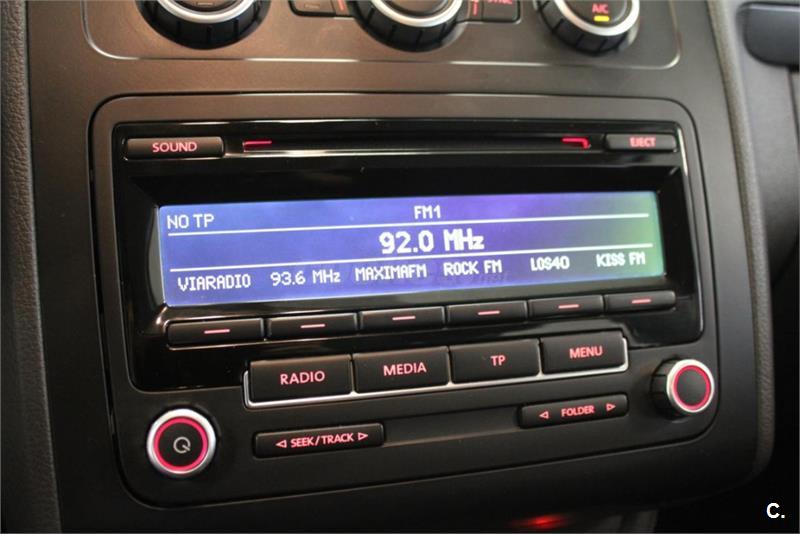 SYNC
A/C
SOUND
EJECT
NO TP FM1
92.0 MHz
VIARADIO 93.6 MHz MAXIMAFM ROCK FM LOS40 KISS FM
RADIO MEDIA TP MENU
SEEK/TRACK FOLDER
C.